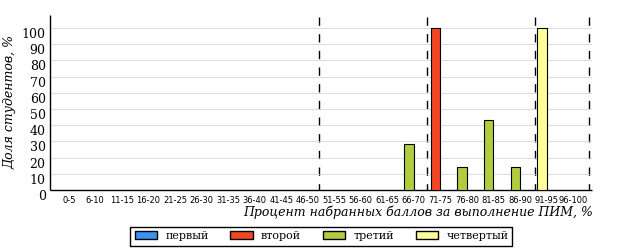 Доля студентов, %
100
90
80
70
60
50
40
30
20
10
0
0-5 6-10 11-15 16-20 21-25 26-30 31-35 36-40 41-45 46-50 51-55 56-60 61-65 66-70 71-75 76-80 81-85 86-90 91-95 96-100
Процент набранных баллов за выполнение ПИМ, %
первый второй третий четвертый